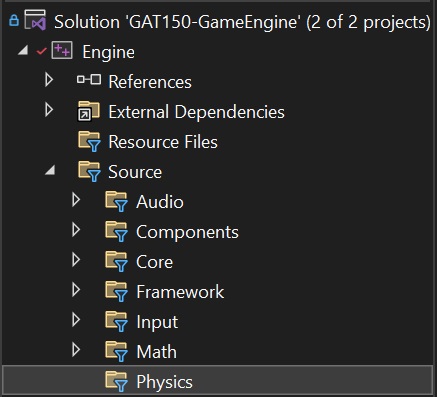 Solution 'GAT150-GameEngine' (2 of 2 projects)
Engine
References
External Dependencies
Resource Files
Source
Audio
Components
Core
Framework
Input
Math
Physics